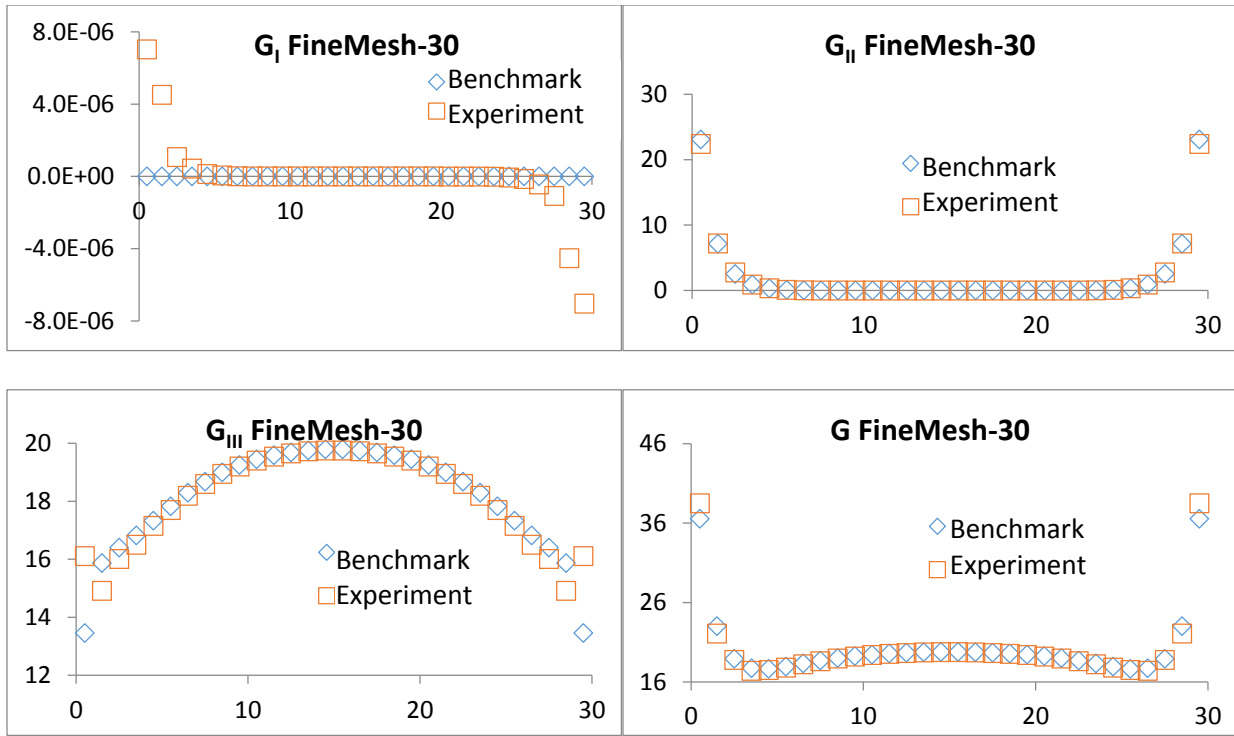 G_I FineMesh-30
8.0E-06
4.0E-06
0.0E+00
-4.0E-06
-8.0E-06
0 10 20 30
Benchmark
Experiment
G_II FineMesh-30
30
20
10
0
0 10 20 30
Benchmark
Experiment
G_III FineMesh-30
20
18
16
14
12
0 10 20 30
Benchmark
Experiment
G FineMesh-30
46
36
26
16
0 10 20 30
Benchmark
Experiment